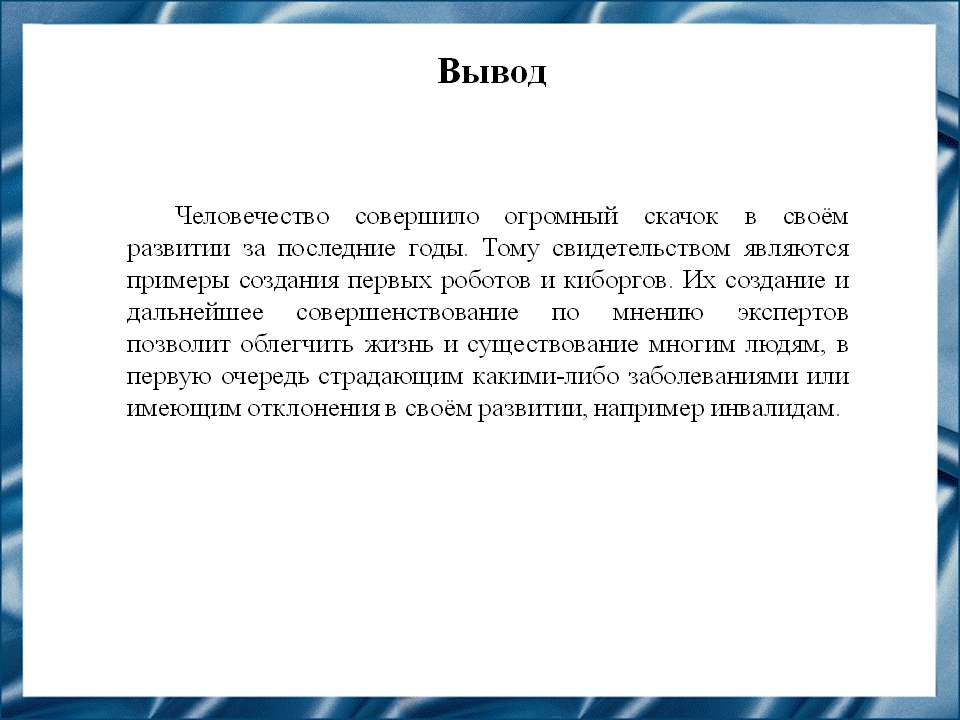 Вывод
Человечество совершило огромный скачок в своём
развитии за последние годы. Тому свидетельством являются
примеры создания первых роботов и киборгов. Их создание и
дальнейшее совершенствование по мнению экспертов
позволит облегчить жизнь и существование многим людям, в
первую очередь страдающим какими-либо заболеваниями или
имеющим отклонения в своём развитии, например инвалидам.